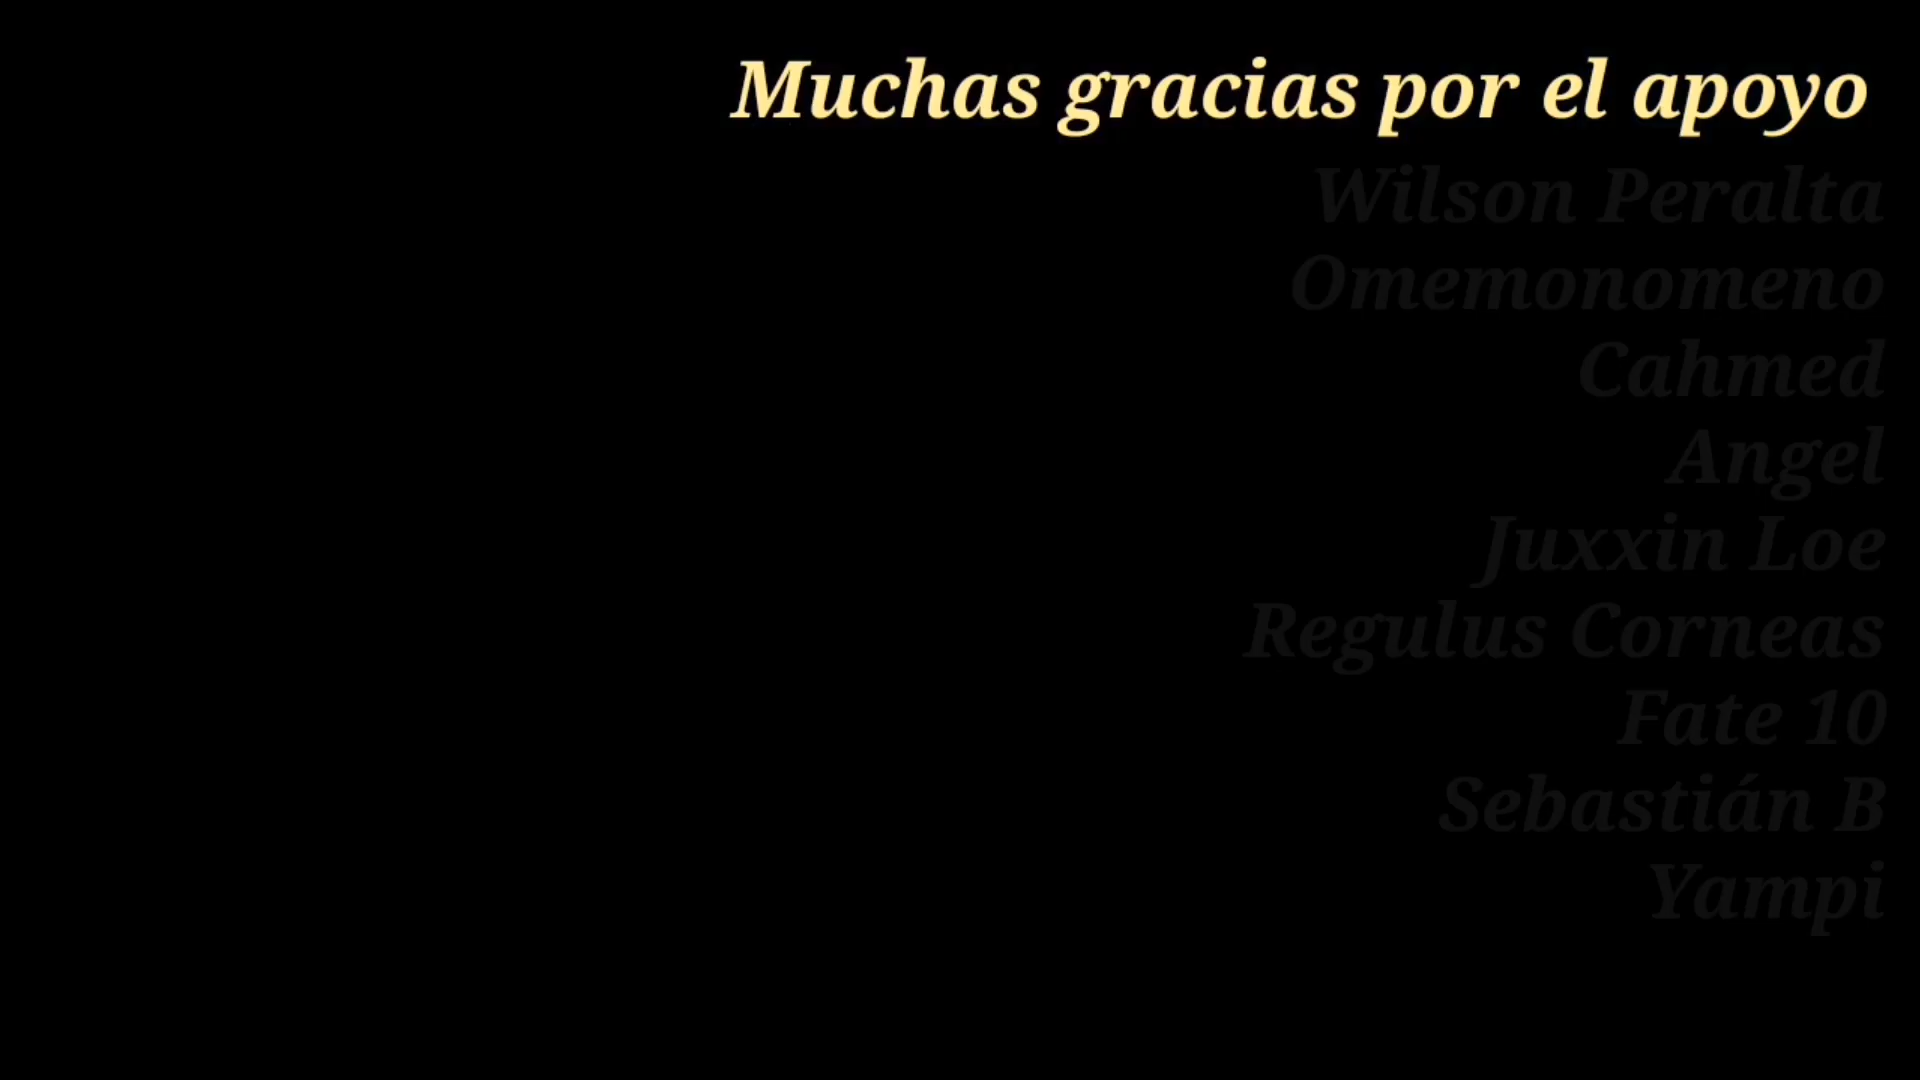 Muchas gracias por el apoyo
Wilson Peralta
Omemonomeno
Cahmed
Angel
Juxxin Loe
Regulus Corneas
Fate 10
Sebastián B
Yampi